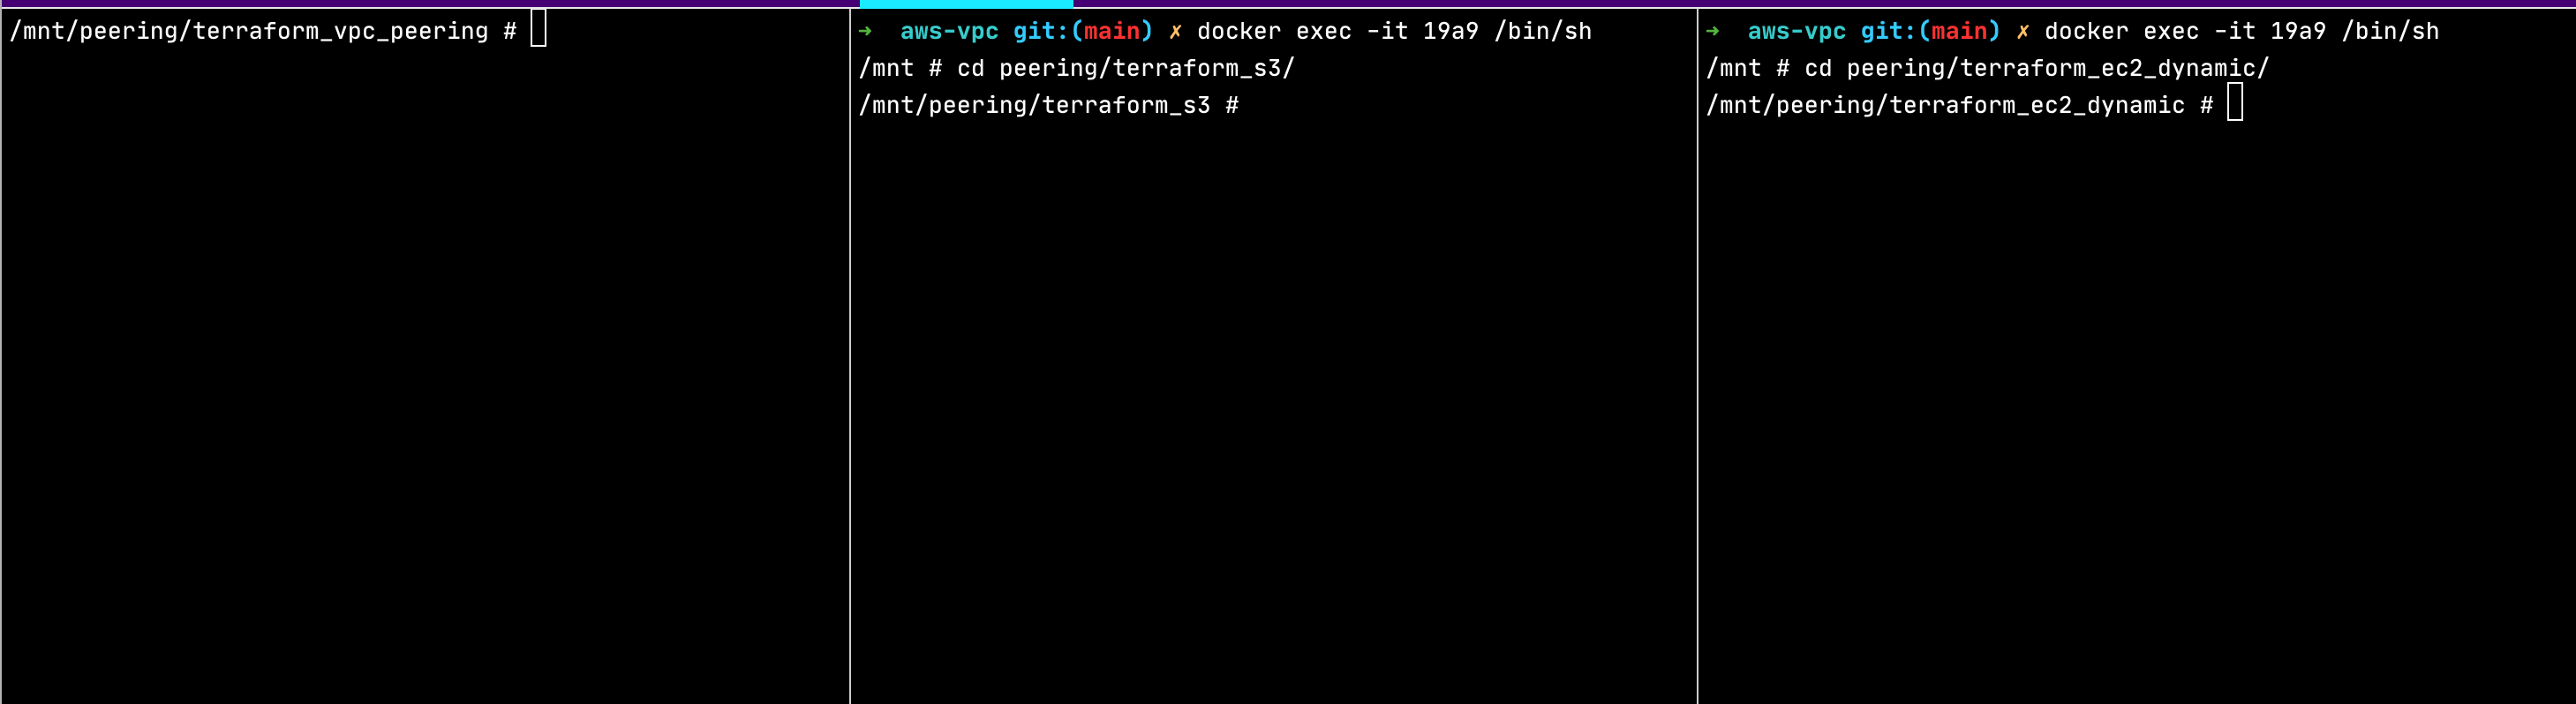 /mnt/peering/terraform_vpc_peering #
➜  aws-vpc git:(main) ✗ docker exec -it 19a9 /bin/sh
/mnt # cd peering/terraform_s3/
/mnt/peering/terraform_s3 #
➜  aws-vpc git:(main) ✗ docker exec -it 19a9 /bin/sh
/mnt # cd peering/terraform_ec2_dynamic/
/mnt/peering/terraform_ec2_dynamic #